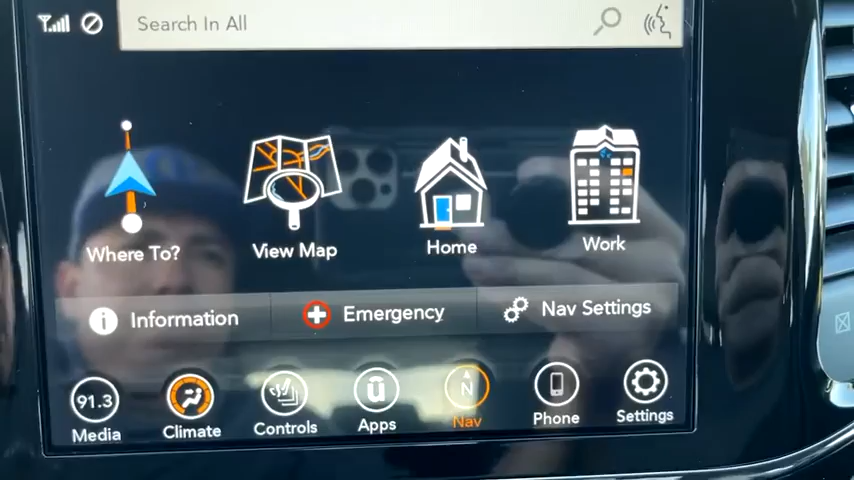 Search In All
Where To?
View Map
Home
Work
i Information
Emergency
Nav Settings
91.3
û
N
Media
Climate
Controls
Apps
Nav
Phone
Settings